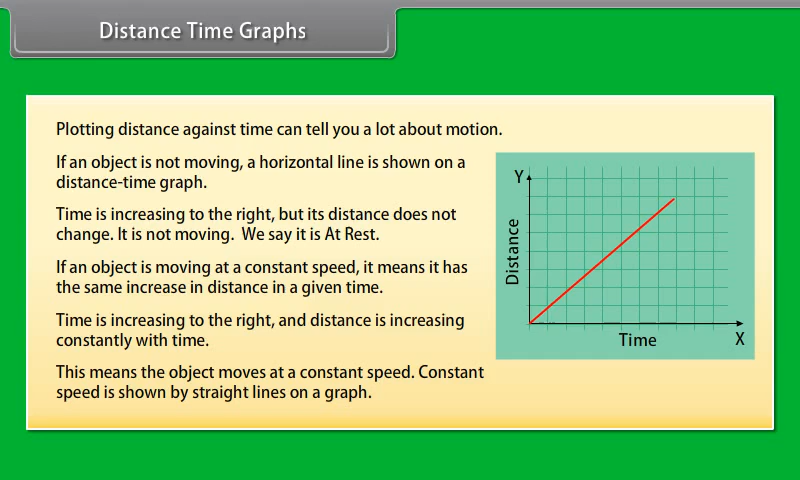 Distance Time Graphs
Plotting distance against time can tell you a lot about motion.
If an object is not moving, a horizontal line is shown on a
distance-time graph.
Time is increasing to the right, but its distance does not
change. It is not moving.  We say it is At Rest.
If an object is moving at a constant speed, it means it has
the same increase in distance in a given time.
Time is increasing to the right, and distance is increasing
constantly with time.
This means the object moves at a constant speed. Constant
speed is shown by straight lines on a graph.
Y
Distance
Time
X